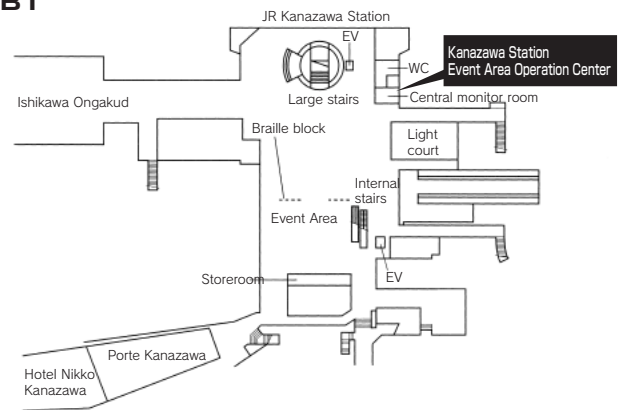 B1
JR Kanazawa Station
EV
Kanazawa Station
Event Area Operation Center
WC
Ishikawa Ongakud
Large stairs
Central monitor room
Braille block
Light
court
Internal
stairs
Event Area
Storeroom
EV
Porte Kanazawa
Hotel Nikko
Kanazawa